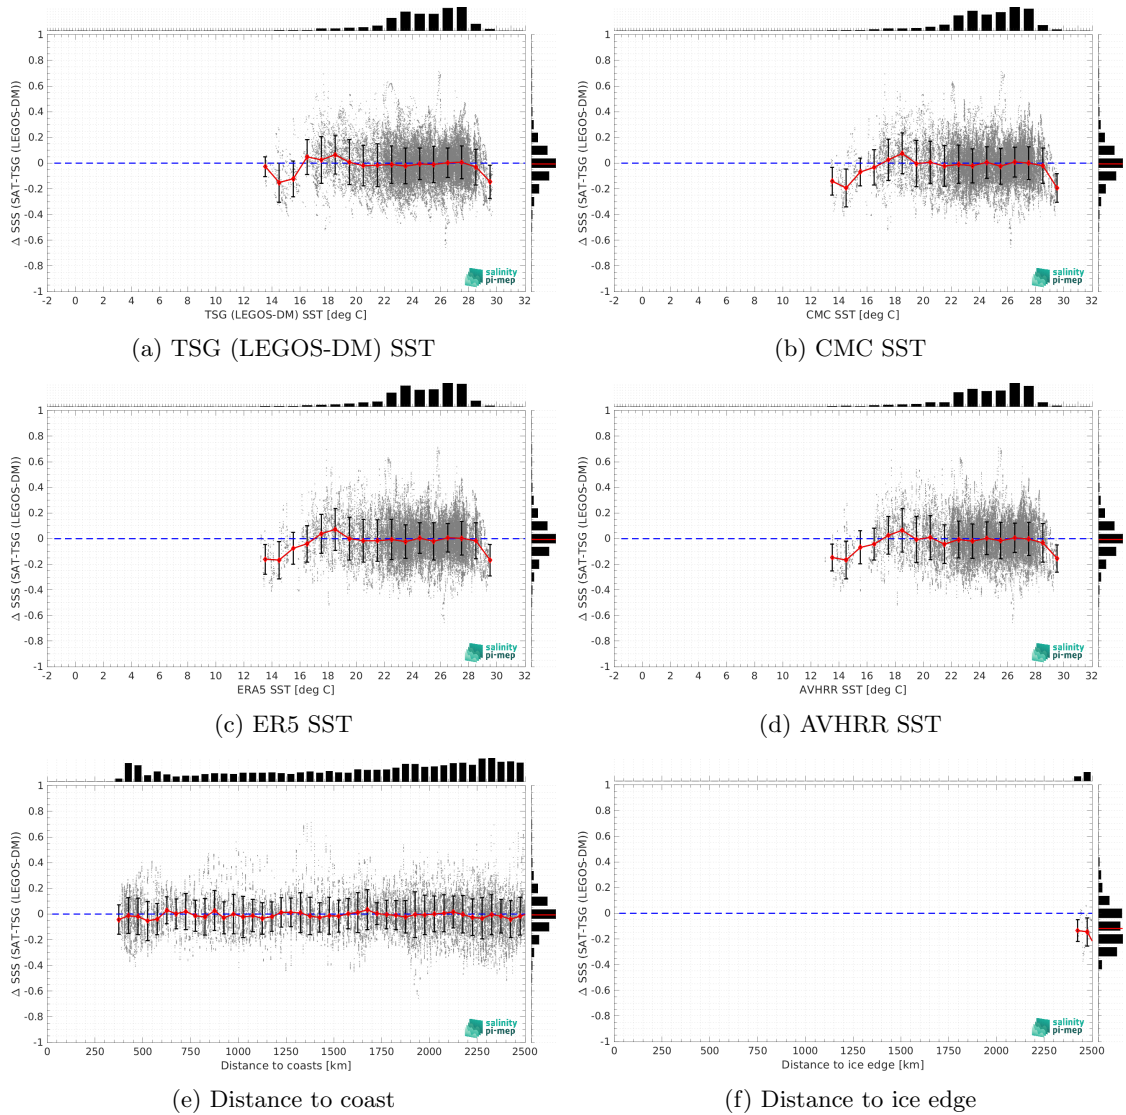 1
0.8
0.6
0.4
0.2
0
-0.2
-0.4
-0.6
-0.8
-1
Δ SSS (SAT-TSG (LEGOS-DM))
salinity
pi-mep
-2 0 2 4 6 8 10 12 14 16 18 20 22 24 26 28 30 32
TSG (LEGOS-DM) SST [deg C]
(a) TSG (LEGOS-DM) SST
1
0.8
0.6
0.4
0.2
0
-0.2
-0.4
-0.6
-0.8
-1
Δ SSS (SAT-TSG (LEGOS-DM))
salinity
pi-mep
-2 0 2 4 6 8 10 12 14 16 18 20 22 24 26 28 30 32
CMC SST [deg C]
(b) CMC SST
1
0.8
0.6
0.4
0.2
0
-0.2
-0.4
-0.6
-0.8
-1
Δ SSS (SAT-TSG (LEGOS-DM))
salinity
pi-mep
-2 0 2 4 6 8 10 12 14 16 18 20 22 24 26 28 30 32
ERA5 SST [deg C]
(c) ER5 SST
1
0.8
0.6
0.4
0.2
0
-0.2
-0.4
-0.6
-0.8
-1
Δ SSS (SAT-TSG (LEGOS-DM))
salinity
pi-mep
-2 0 2 4 6 8 10 12 14 16 18 20 22 24 26 28 30 32
AVHRR SST [deg C]
(d) AVHRR SST
1
0.8
0.6
0.4
0.2
0
-0.2
-0.4
-0.6
-0.8
-1
Δ SSS (SAT-TSG (LEGOS-DM))
salinity
pi-mep
0 250 500 750 1000 1250 1500 1750 2000 2250 2500
Distance to coasts [km]
(e) Distance to coast
1
0.8
0.6
0.4
0.2
0
-0.2
-0.4
-0.6
-0.8
-1
Δ SSS (SAT-TSG (LEGOS-DM))
salinity
pi-mep
0 250 500 750 1000 1250 1500 1750 2000 2250 2500
Distance to ice edge [km]
(f) Distance to ice edge